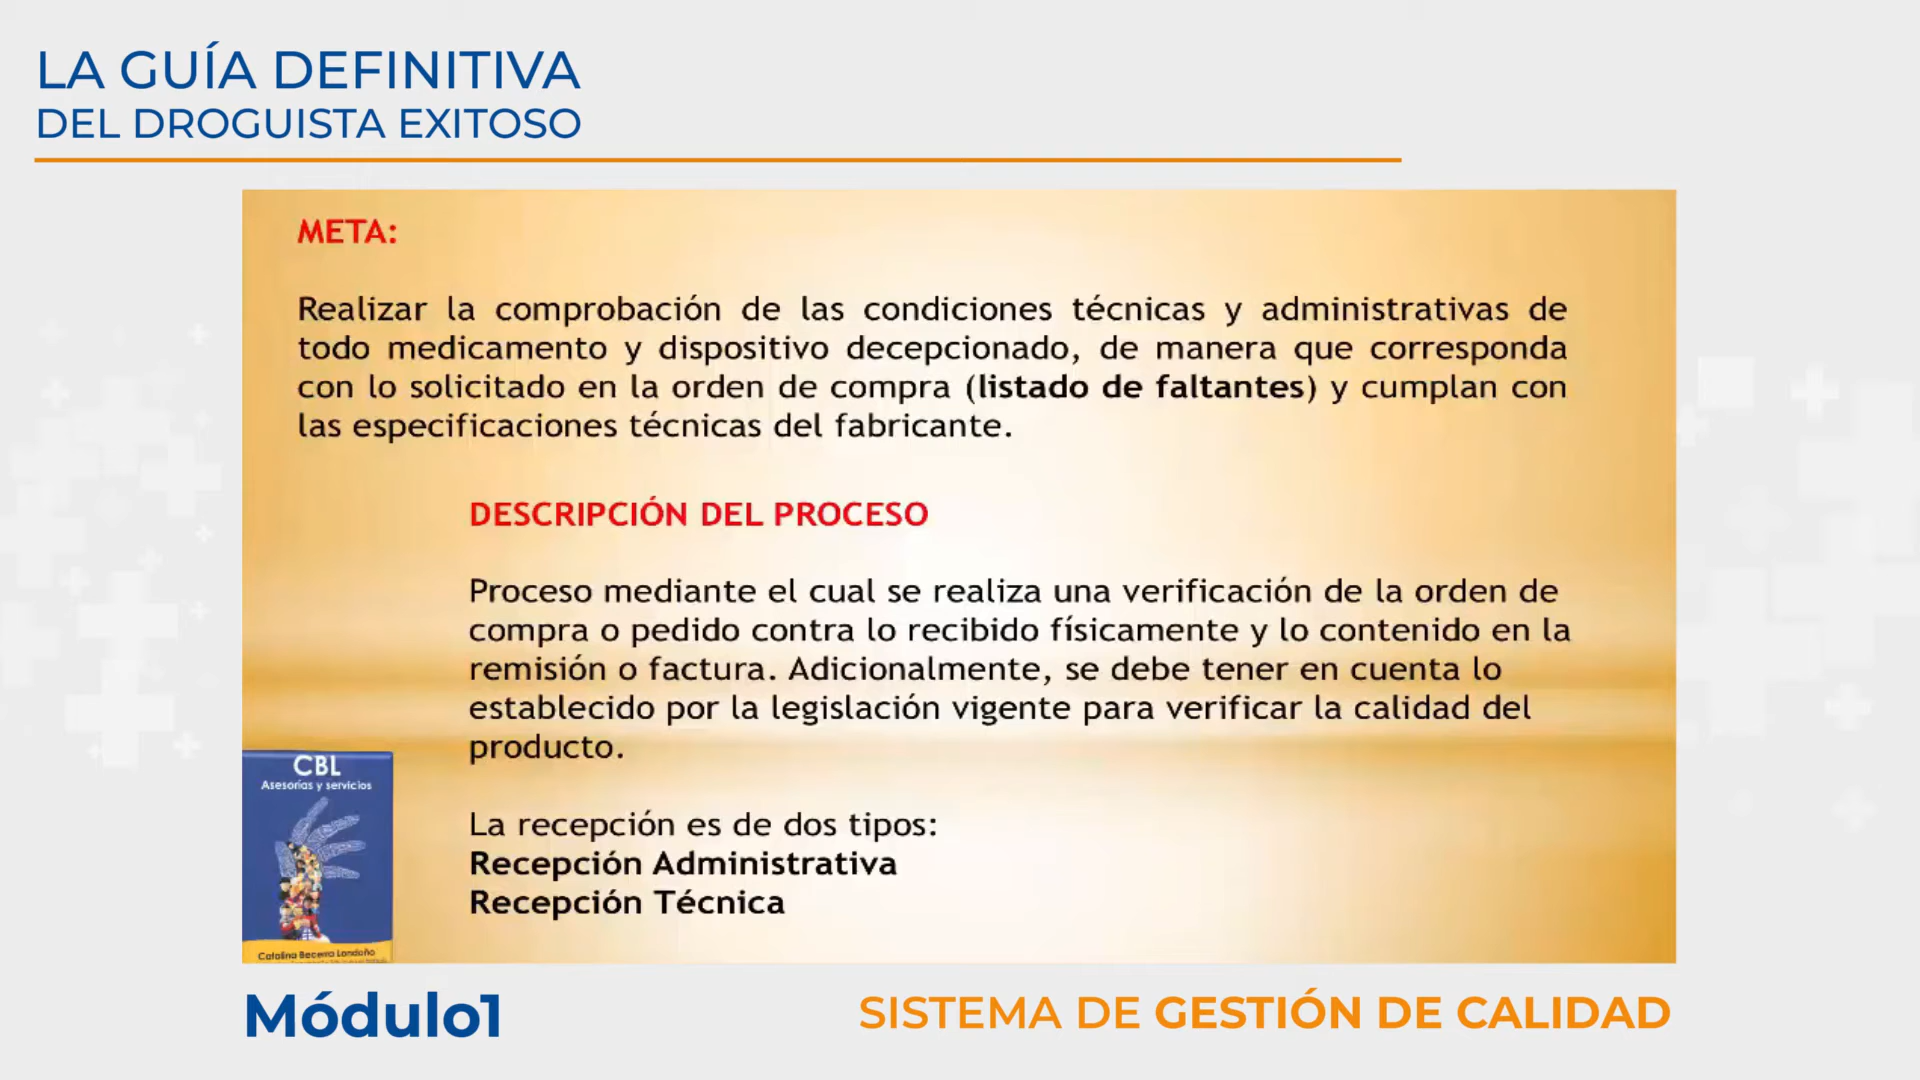 LA GUÍA DEFINITIVA
DEL DROGUISTA EXITOSO
META:
Realizar la comprobación de las condiciones técnicas y administrativas de
todo medicamento y dispositivo decepcionado, de manera que corresponda
con lo solicitado en la orden de compra (listado de faltantes) y cumplan con
las especificaciones técnicas del fabricante.
DESCRIPCIÓN DEL PROCESO
Proceso mediante el cual se realiza una verificación de la orden de
compra o pedido contra lo recibido físicamente y lo contenido en la
remisión o factura. Adicionalmente, se debe tener en cuenta lo
establecido por la legislación vigente para verificar la calidad del
producto.
La recepción es de dos tipos:
Recepción Administrativa
Recepción Técnica
CBL
Asesorías y servicios
Catalina Becerra Londoño
Módulo1
SISTEMA DE GESTIÓN DE CALIDAD